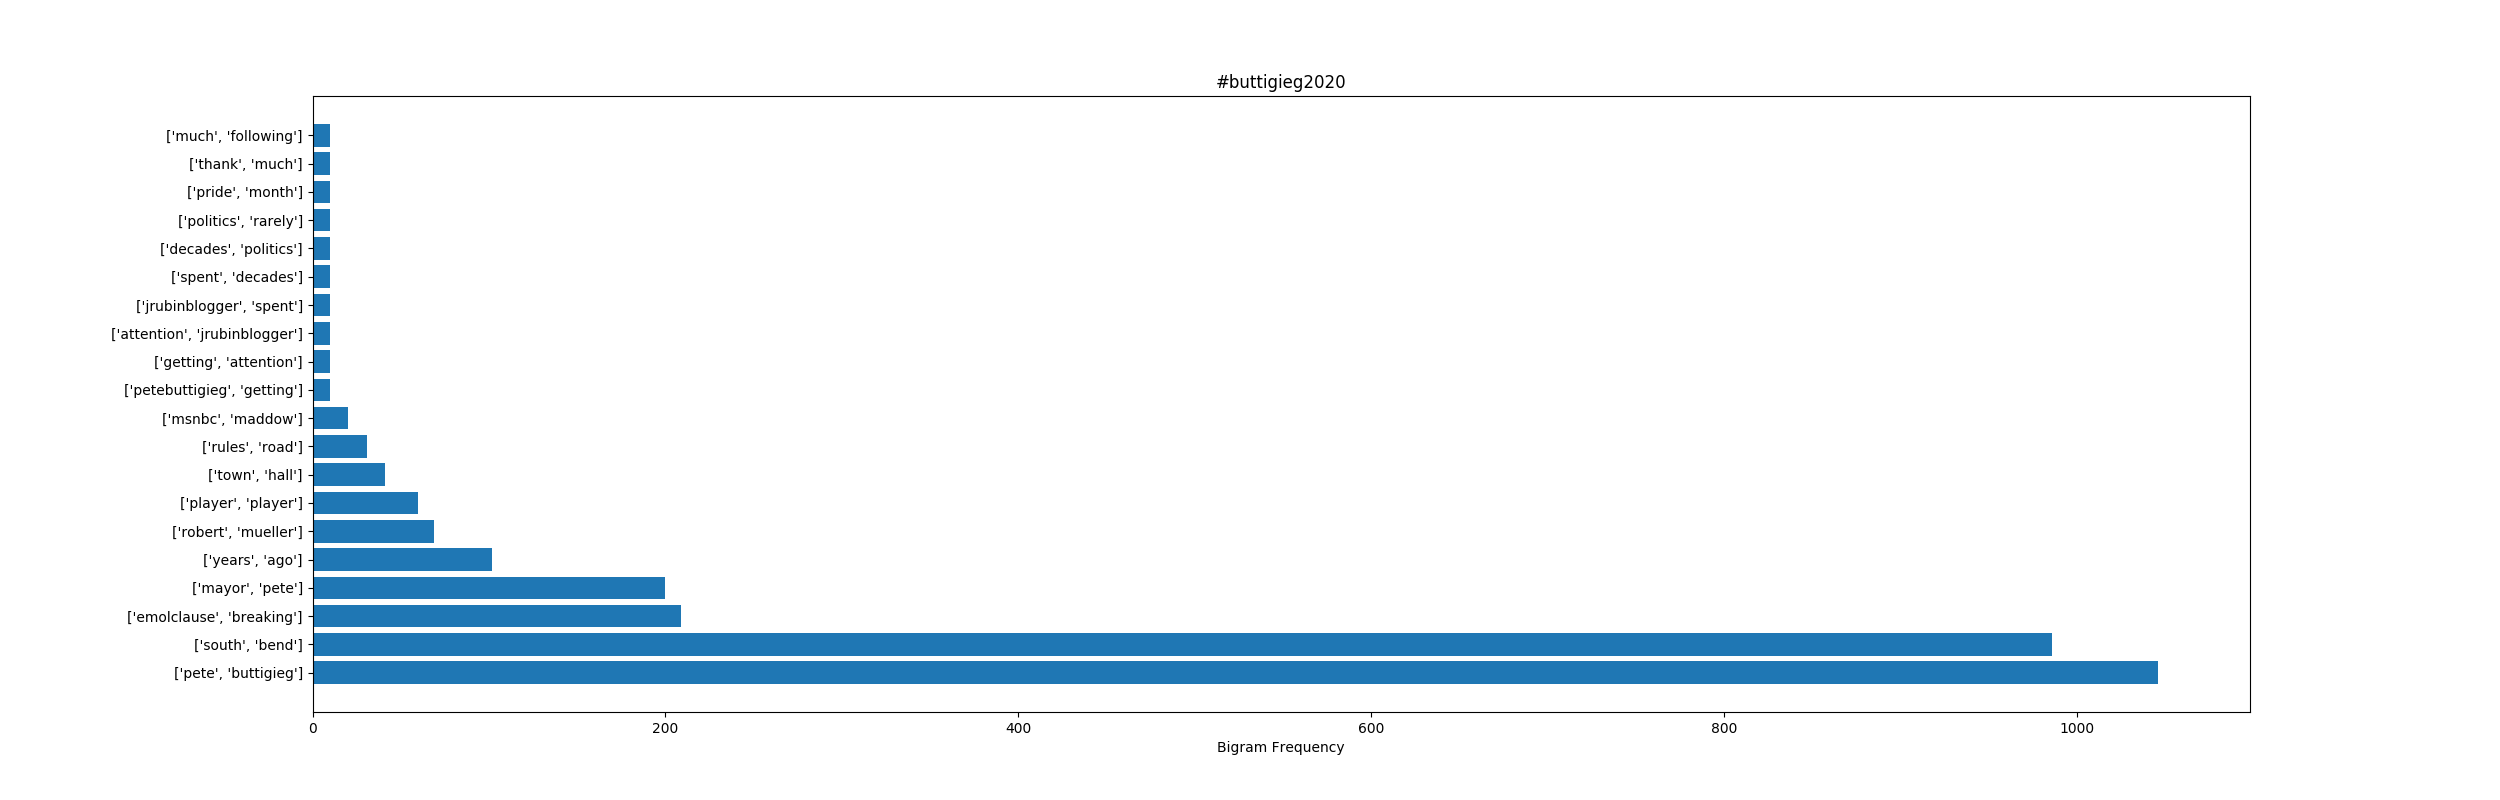 #buttigieg2020
['much', 'following']
['thank', 'much']
['pride', 'month']
['politics', 'rarely']
['decades', 'politics']
['spent', 'decades']
['jrubinblogger', 'spent']
['attention', 'jrubinblogger']
['getting', 'attention']
['petebuttigieg', 'getting']
['msnbc', 'maddow']
['rules', 'road']
['town', 'hall']
['player', 'player']
['robert', 'mueller']
['years', 'ago']
['mayor', 'pete']
['emolclause', 'breaking']
['south', 'bend']
['pete', 'buttigieg']
0 200 400 600 800 1000
Bigram Frequency